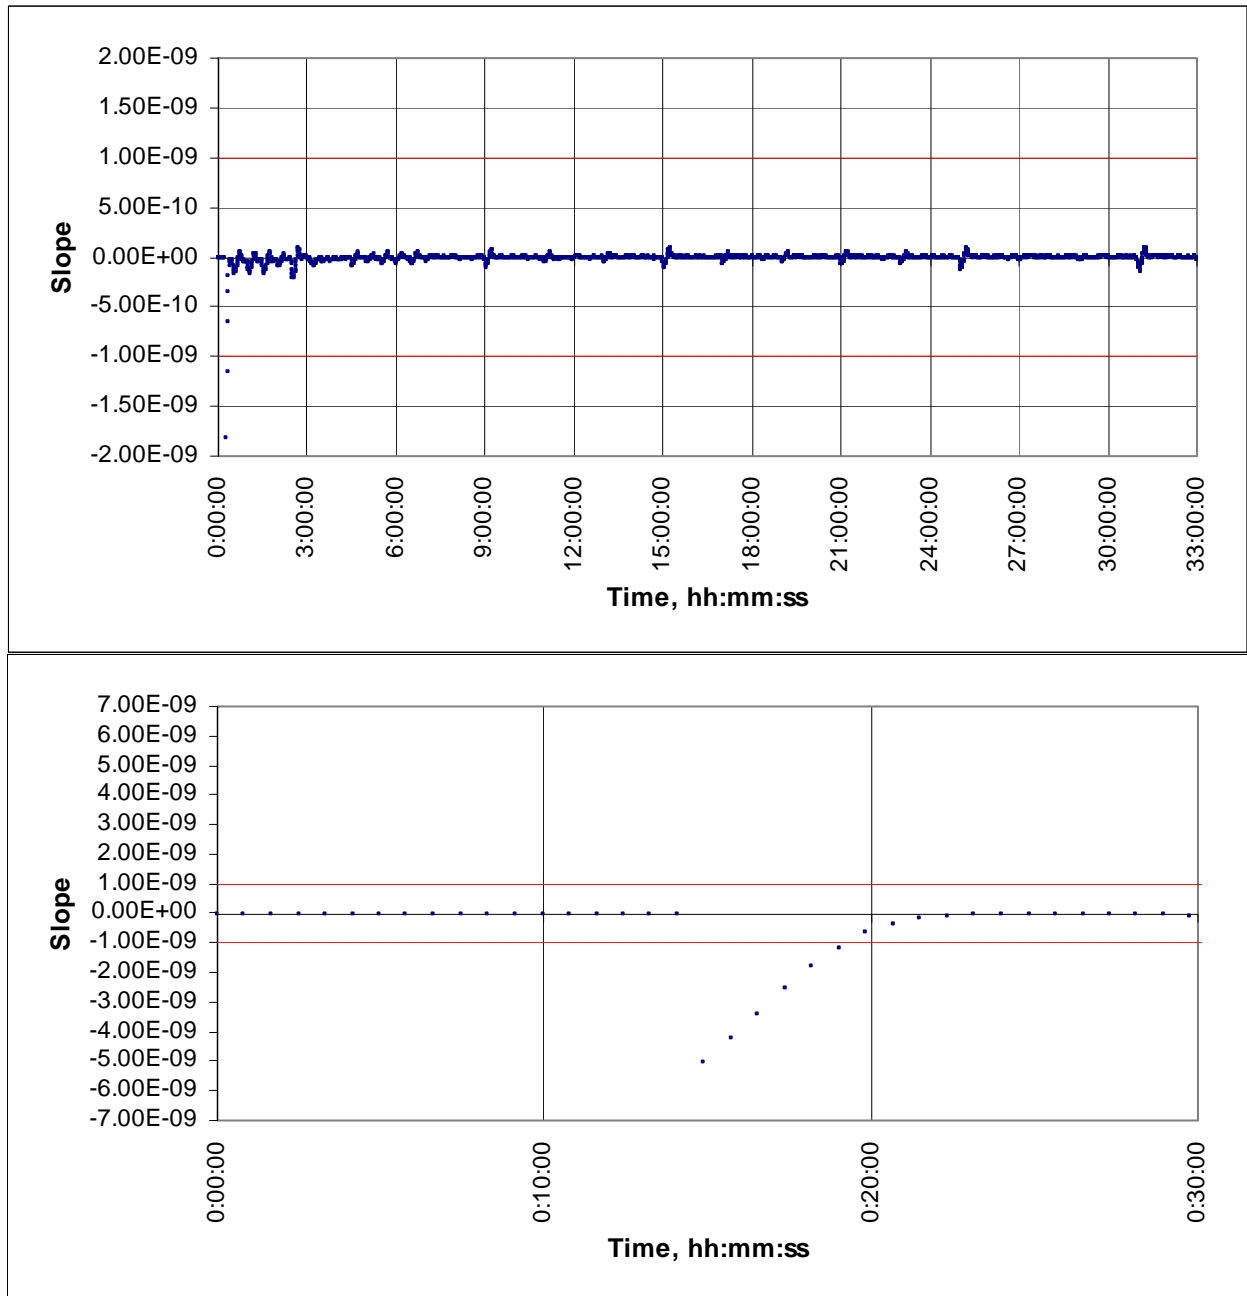 2.00E-09
1.50E-09
1.00E-09
5.00E-10
0.00E+00
-5.00E-10
-1.00E-09
-1.50E-09
-2.00E-09
Slope
0:00:00
3:00:00
6:00:00
9:00:00
12:00:00
15:00:00
18:00:00
21:00:00
24:00:00
27:00:00
30:00:00
33:00:00
Time, hh:mm:ss
7.00E-09
6.00E-09
5.00E-09
4.00E-09
3.00E-09
2.00E-09
1.00E-09
0.00E+00
-1.00E-09
-2.00E-09
-3.00E-09
-4.00E-09
-5.00E-09
-6.00E-09
-7.00E-09
Slope
0:00:00
0:10:00
0:20:00
0:30:00
Time, hh:mm:ss